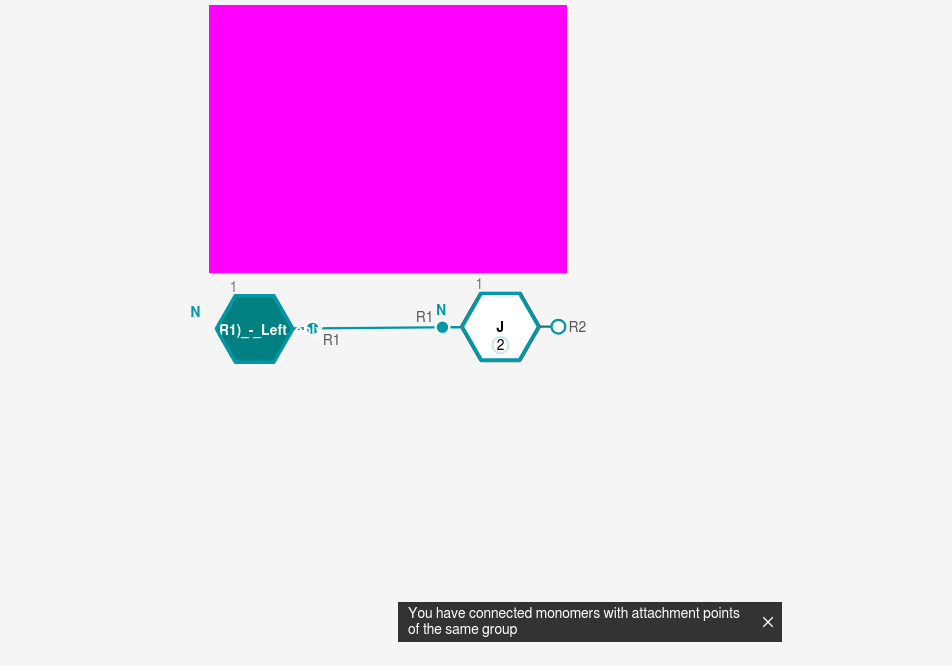 1
1
N
R1)_-_Left only
R1
R1
N
J
2
R2
You have connected monomers with attachment points
of the same group